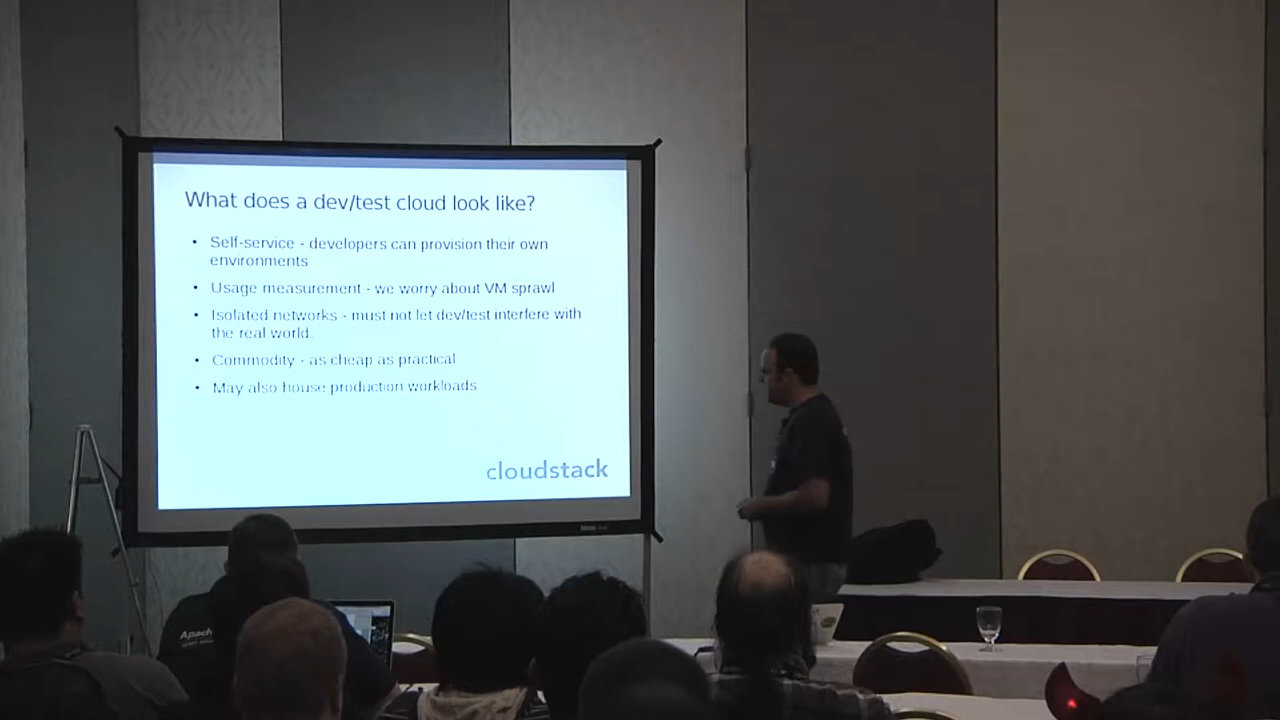 What does a dev/test cloud look like?
• Self-service - developers can provision their own
environments
• Usage measurement - we worry about VM sprawl
• Isolated networks - must not let dev/test interfere with
the real world.
• Commodity - as cheap as practical
• May also house production workloads
cloudstack
Apach